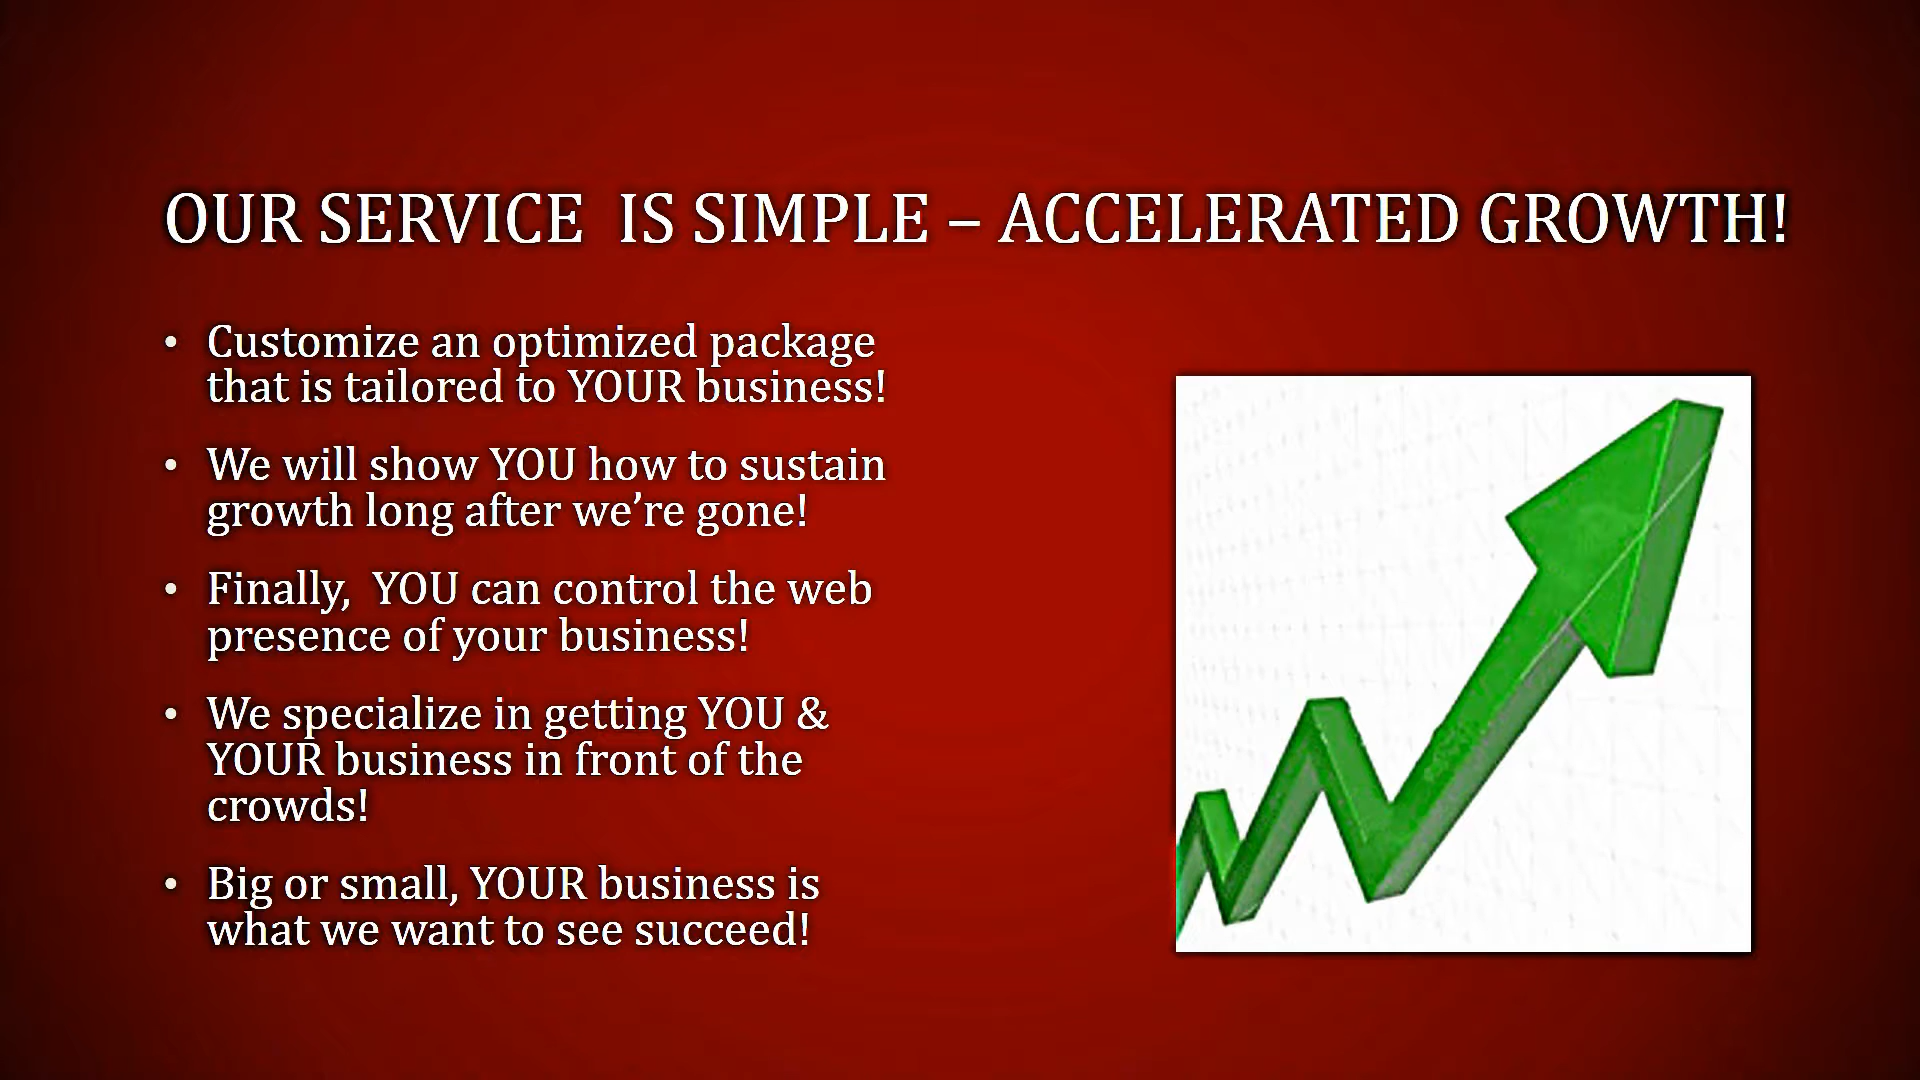 OUR SERVICE  IS SIMPLE – ACCELERATED GROWTH!
• Customize an optimized package
that is tailored to YOUR business!
• We will show YOU how to sustain
growth long after we’re gone!
• Finally,  YOU can control the web
presence of your business!
• We specialize in getting YOU &
YOUR business in front of the
crowds!
• Big or small, YOUR business is
what we want to see succeed!